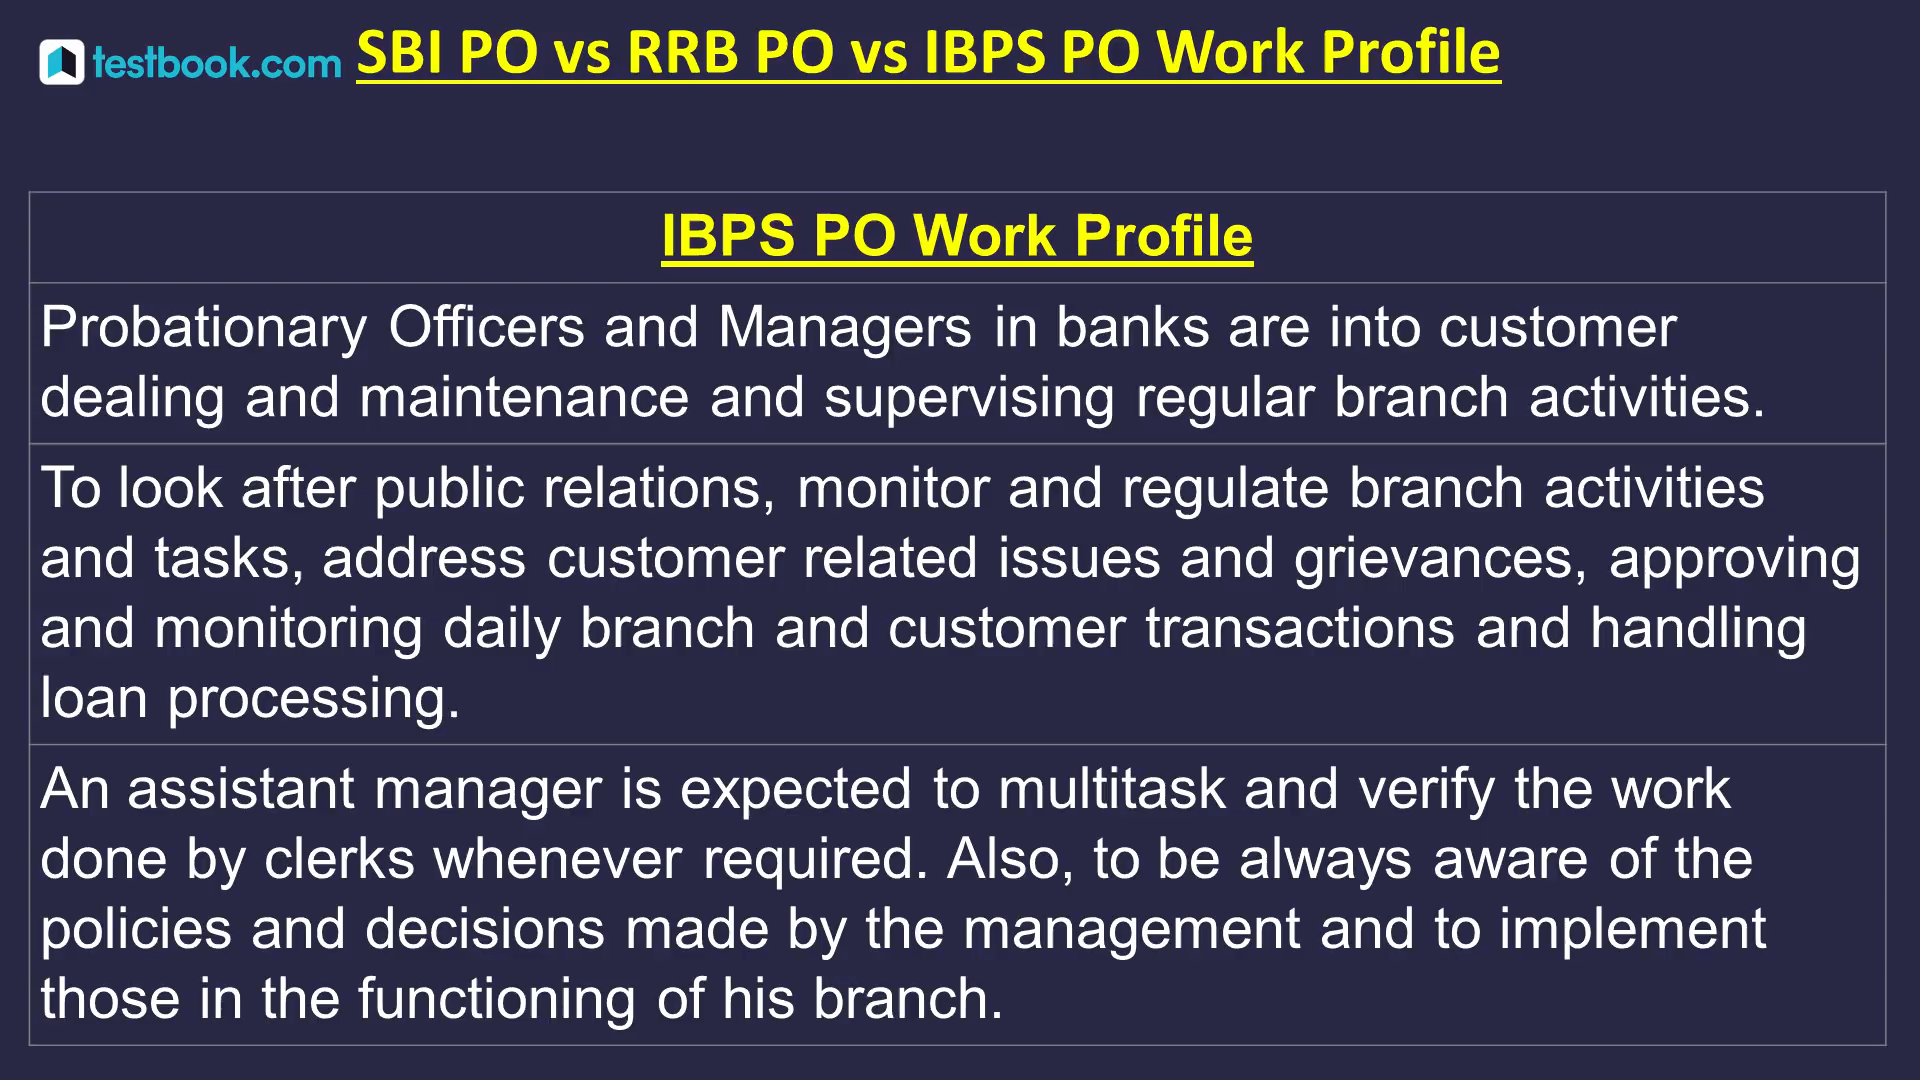 testbook.com SBI PO vs RRB PO vs IBPS PO Work Profile
IBPS PO Work Profile
Probationary Officers and Managers in banks are into customer
dealing and maintenance and supervising regular branch activities.
To look after public relations, monitor and regulate branch activities
and tasks, address customer related issues and grievances, approving
and monitoring daily branch and customer transactions and handling
loan processing.
An assistant manager is expected to multitask and verify the work
done by clerks whenever required. Also, to be always aware of the
policies and decisions made by the management and to implement
those in the functioning of his branch.